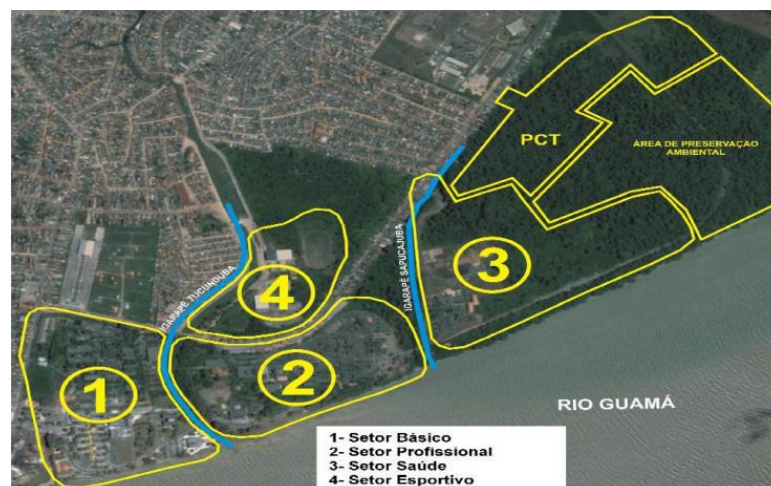 PCT
ÁREA DE PRESERVAÇAO
AMBIENTAL
IGARAPÉ TUCUNDUBA
IGARAPÉ SAPUCAJUBA
4
3
1
2
RIO GUAMÁ
1- Setor Básico
2- Setor Profissional
3- Setor Saúde
4- Setor Esportivo